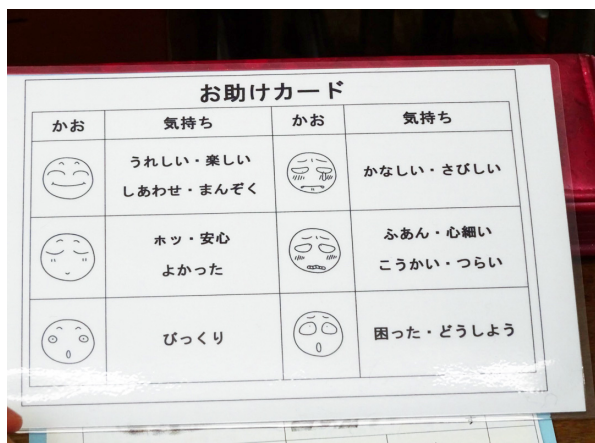 お助けカード
かお 気持ち かお 気持ち
うれしい・楽しい
しあわせ・まんぞく
かなしい・さびしい
ホッ・安心
よかった
ふあん・心細い
こうかい・つらい
びっくり
困った・どうしよう